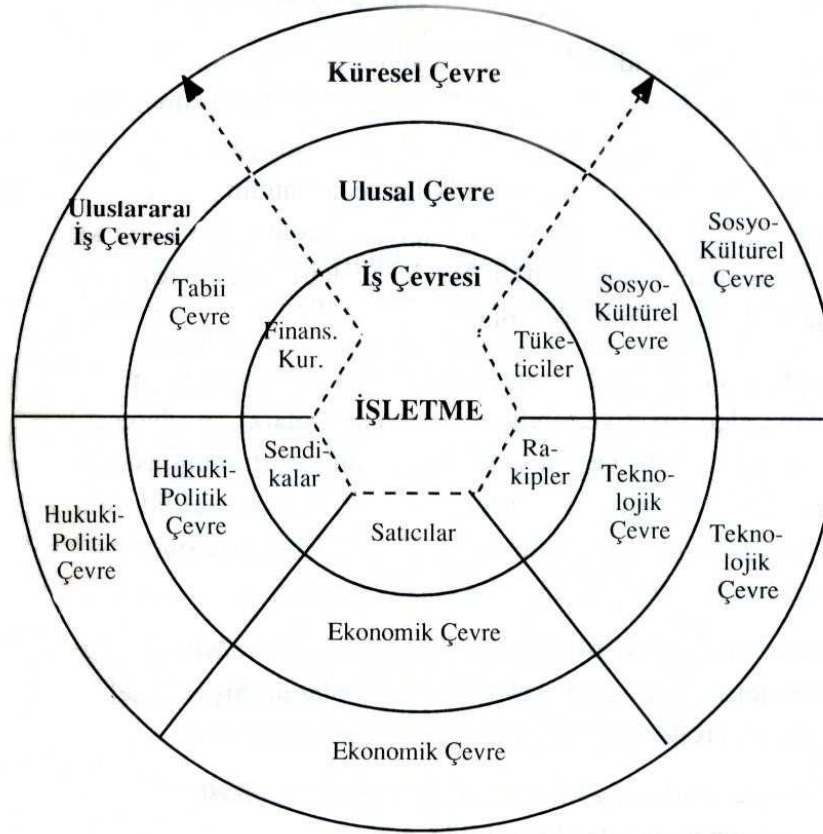 Küresel Çevre
Ulusal Çevre
İş Çevresi
Uluslararası
İş Çevresi
Tabii
Çevre
Finans.
Kur.
Tüke-
ticiler
Sosyo-
Kültürel
Çevre
Sosyo-
Kültürel
Çevre
İŞLETME
Sendi-
kalar
Ra-
kipler
Hukuki-
Politik
Çevre
Hukuki-
Politik
Çevre
Satıcılar
Tekno-
lojik
Çevre
Tekno-
lojik
Çevre
Ekonomik Çevre
Ekonomik Çevre